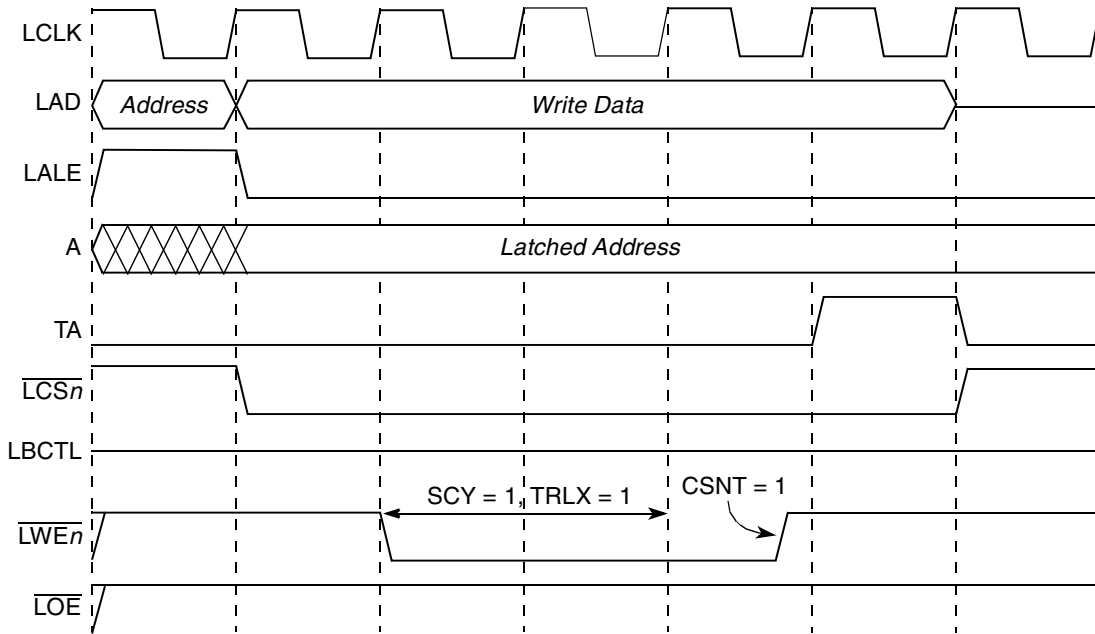 LCLK
LAD
Address
Write Data
LALE
A
Latched Address
TA
LCSn
LBCTL
SCY = 1, TRLX = 1
CSNT = 1
LWEn
LOE